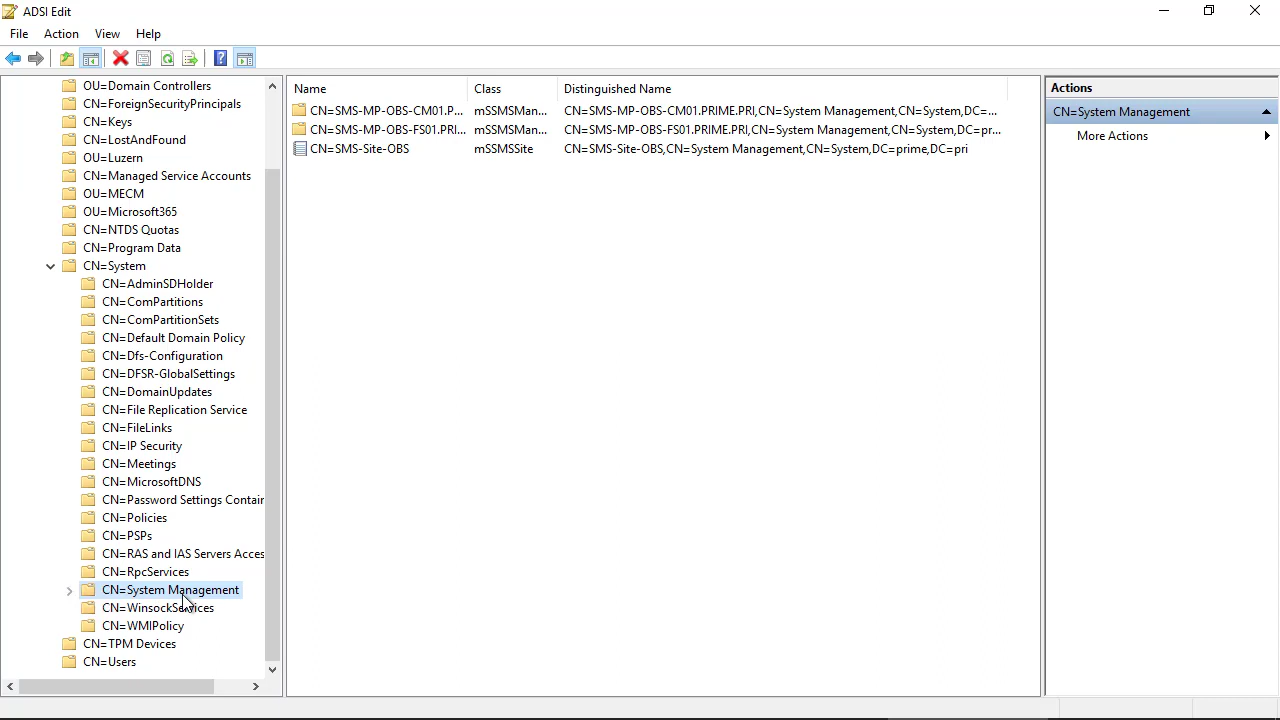 ADSI Edit
File Action View Help
OU=Domain Controllers
CN=ForeignSecurityPrincipals
CN=Keys
CN=LostAndFound
OU=Luzern
CN=Managed Service Accounts
OU=MECM
OU=Microsoft365
CN=NTDS Quotas
CN=Program Data
CN=System
CN=AdminSDHolder
CN=ComPartitions
CN=ComPartitionSets
CN=Default Domain Policy
CN=Dfs-Configuration
CN=DFSR-GlobalSettings
CN=DomainUpdates
CN=File Replication Service
CN=FileLinks
CN=IP Security
CN=Meetings
CN=MicrosoftDNS
CN=Password Settings Contain
CN=Policies
CN=PSPs
CN=RAS and IAS Servers Acces
CN=RpcServices
CN=System Management
CN=WinsockServices
CN=WMIPolicy
CN=TPM Devices
CN=Users
Name Class Distinguished Name
CN=SMS-MP-OBS-CM01.P... mSSMSMan... CN=SMS-MP-OBS-CM01.PRIME.PRI,CN=System Management,CN=System,DC=...
CN=SMS-MP-OBS-FS01.PRI... mSSMSMan... CN=SMS-MP-OBS-FS01.PRIME.PRI,CN=System Management,CN=System,DC=pr...
CN=SMS-Site-OBS mSSMSSite CN=SMS-Site-OBS,CN=System Management,CN=System,DC=prime,DC=pri
Actions
CN=System Management
More Actions